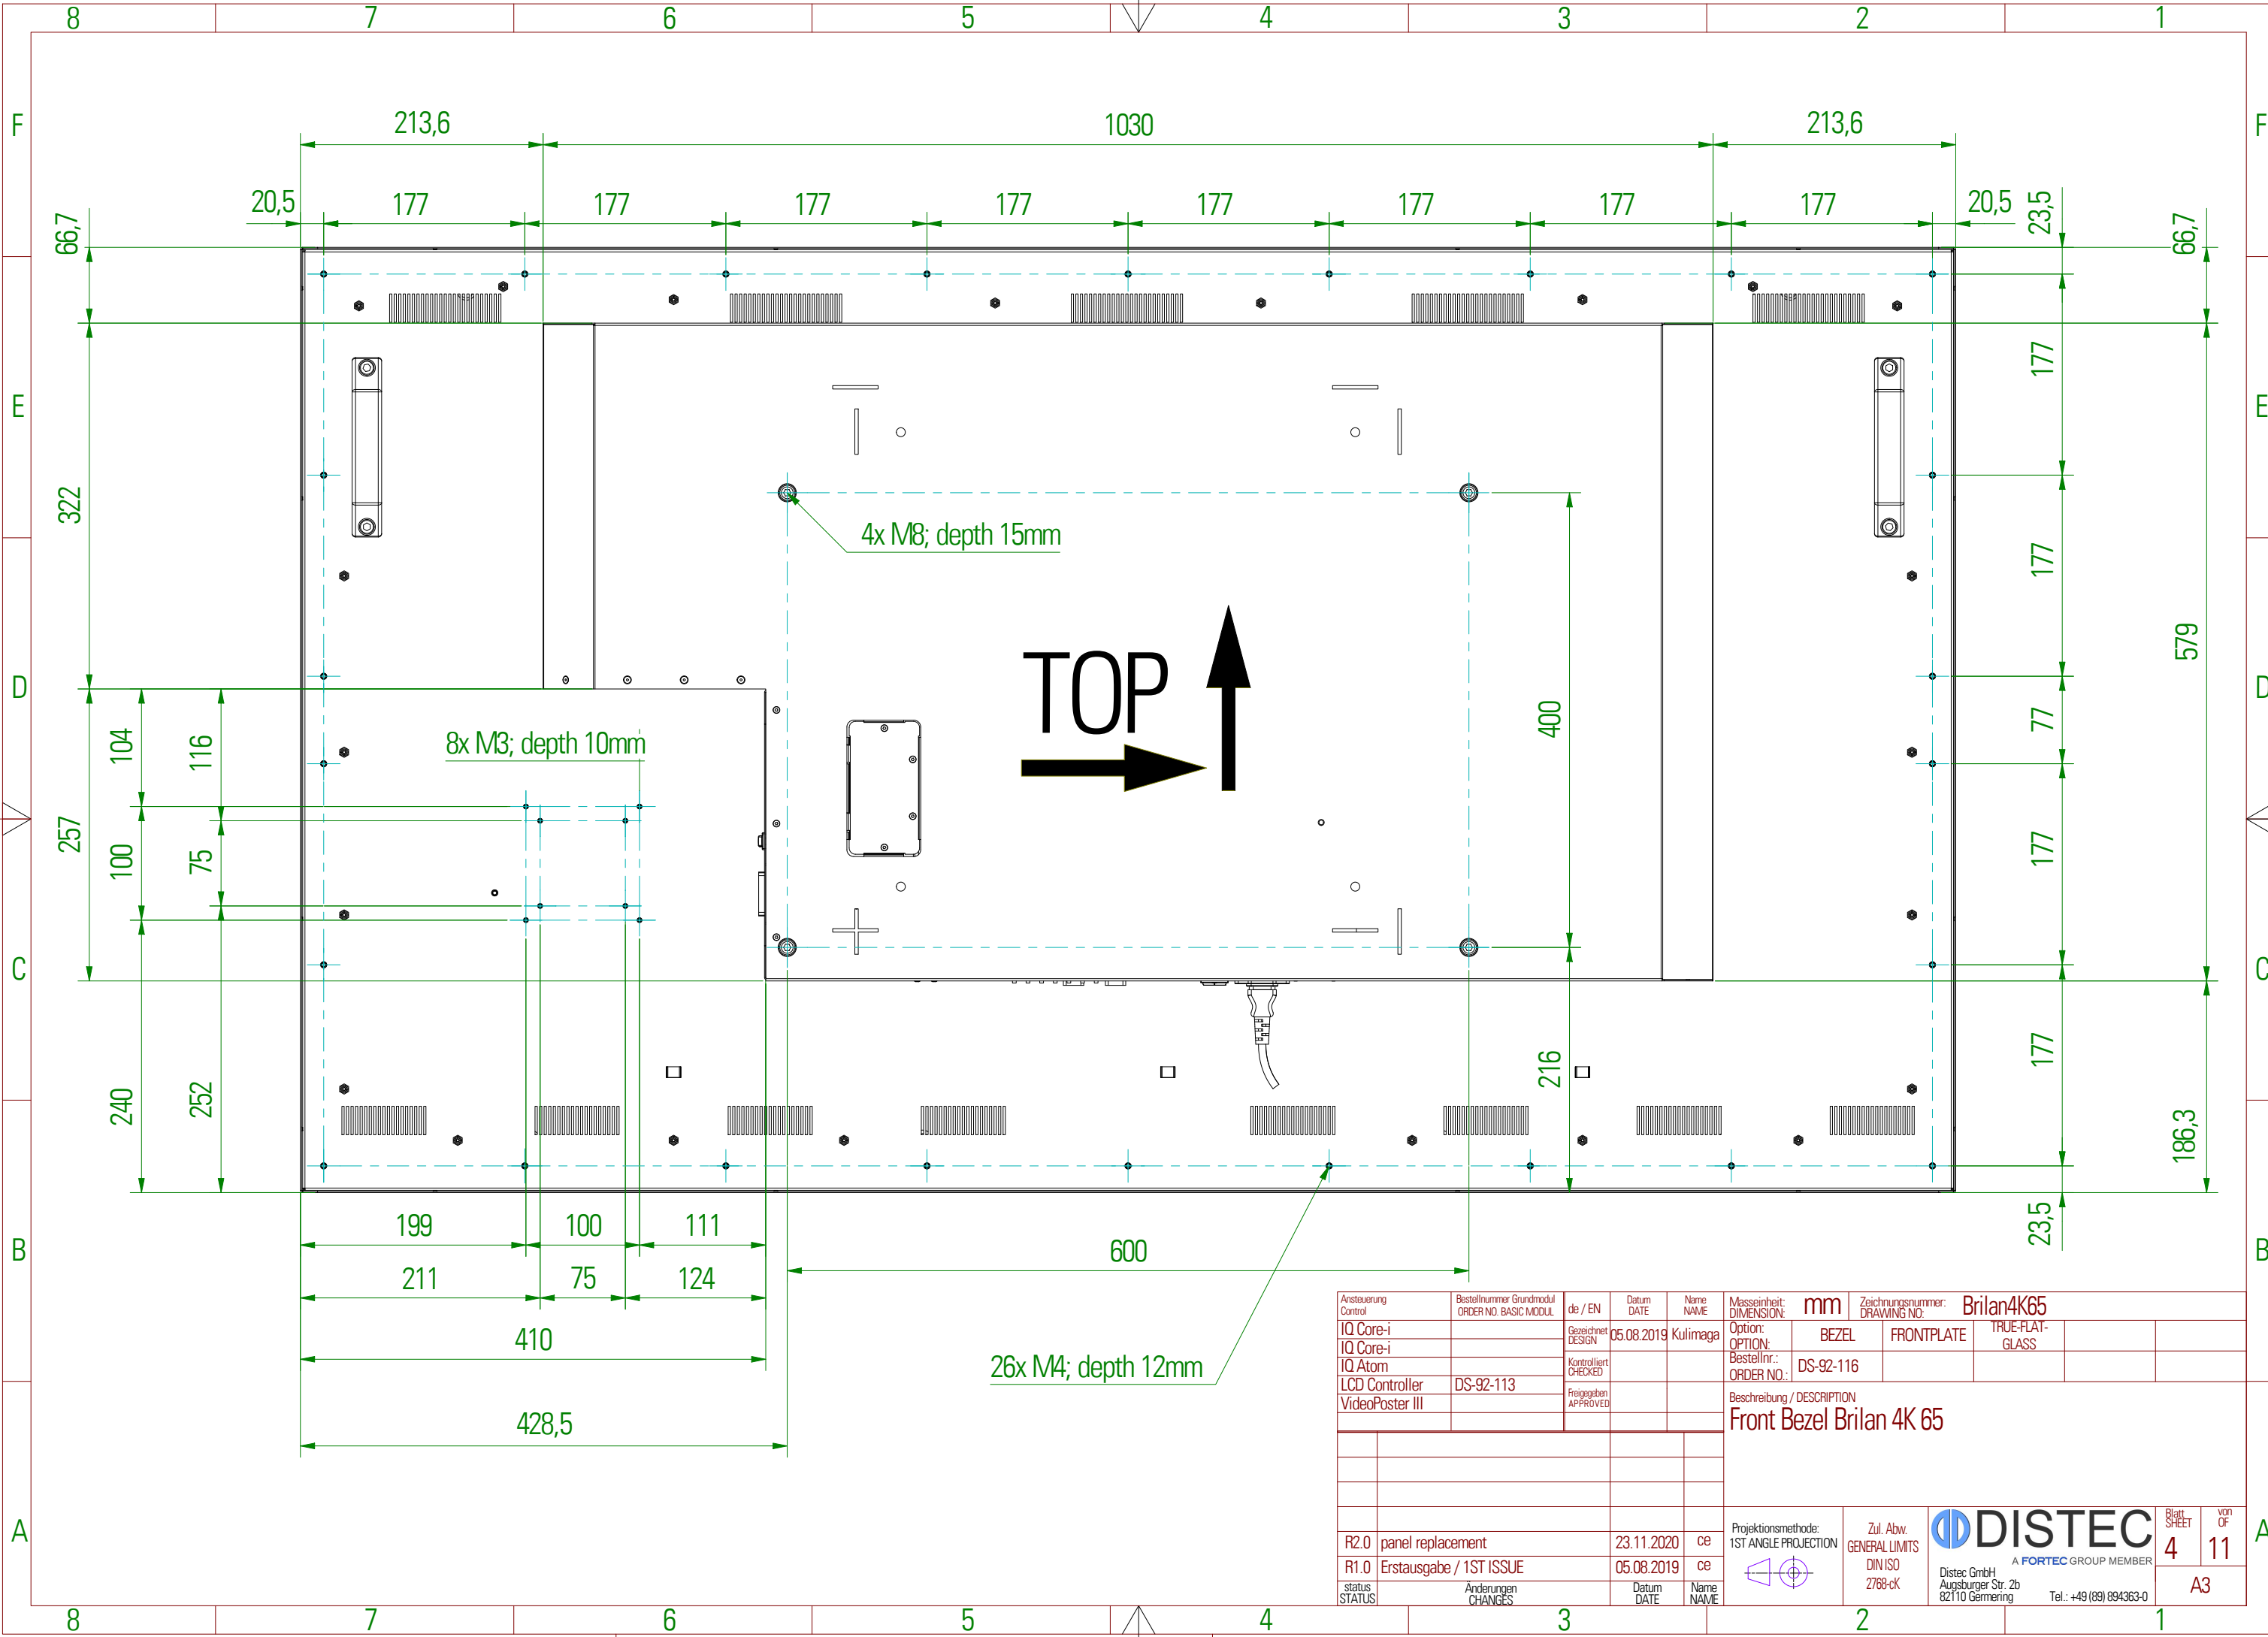 8 7 6 5 4 3 2 1
F F
213,6 1030 213,6
20,5 177 177 177 177 177 177 177 177 20,5
66,7 23,5 66,7
E E
177
322
4x M8; depth 15mm
177
579
TOP
D D
104 116 400 77
8x M3; depth 10mm
257 100 75 177
C C
240 252 216 177 186,3
23,5
199 100 111
B B
600
211 75 124
410
26x M4; depth 12mm
428,5
A A
Ansteuerung
Control
Bestellnummer Grundmodul
ORDER NO. BASIC MODUL
de / EN
Datum
DATE
Name
NAME
IQ Core-i
IQ Core-i
IQ Atom
LCD Controller DS-92-113
VideoPoster III
Gezeichnet
DESIGN
05.08.2019 Kulimaga
Kontrolliert
CHECKED
Freigegeben
APPROVED
Masseinheit:
DIMENSION:
mm
Zeichnungsnummer:
DRAWING NO:
Brilan4K65
Option:
OPTION:
BEZEL FRONTPLATE
TRUE-FLAT-
GLASS
Bestellnr.:
ORDER NO.:
DS-92-116
Beschreibung / DESCRIPTION
Front Bezel Brilan 4K 65
R2.0 panel replacement 23.11.2020 ce
R1.0 Erstausgabe / 1ST ISSUE 05.08.2019 ce
status
STATUS
Änderungen
CHANGES
Datum
DATE
Name
NAME
Projektionsmethode:
1ST ANGLE PROJECTION
Zul. Abw.
GENERAL LIMITS
DIN ISO
2768-cK
DISTEC
A FORTEC GROUP MEMBER
Distec GmbH
Augsburger Str. 2b
82110 Germering Tel.: +49 (89) 894363-0
Blatt
SHEET
4
von
OF
11
A3
8 7 6 5 4 3 2 1